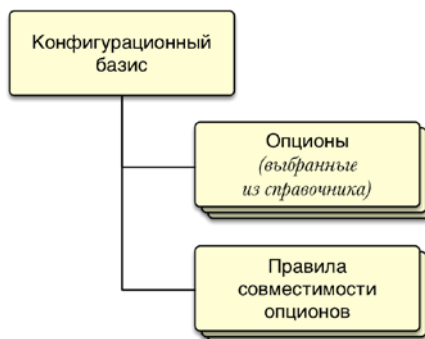 Конфигурационный
базис
Опционы
(выбранные
из справочника)
Правила
совместимости
опционов